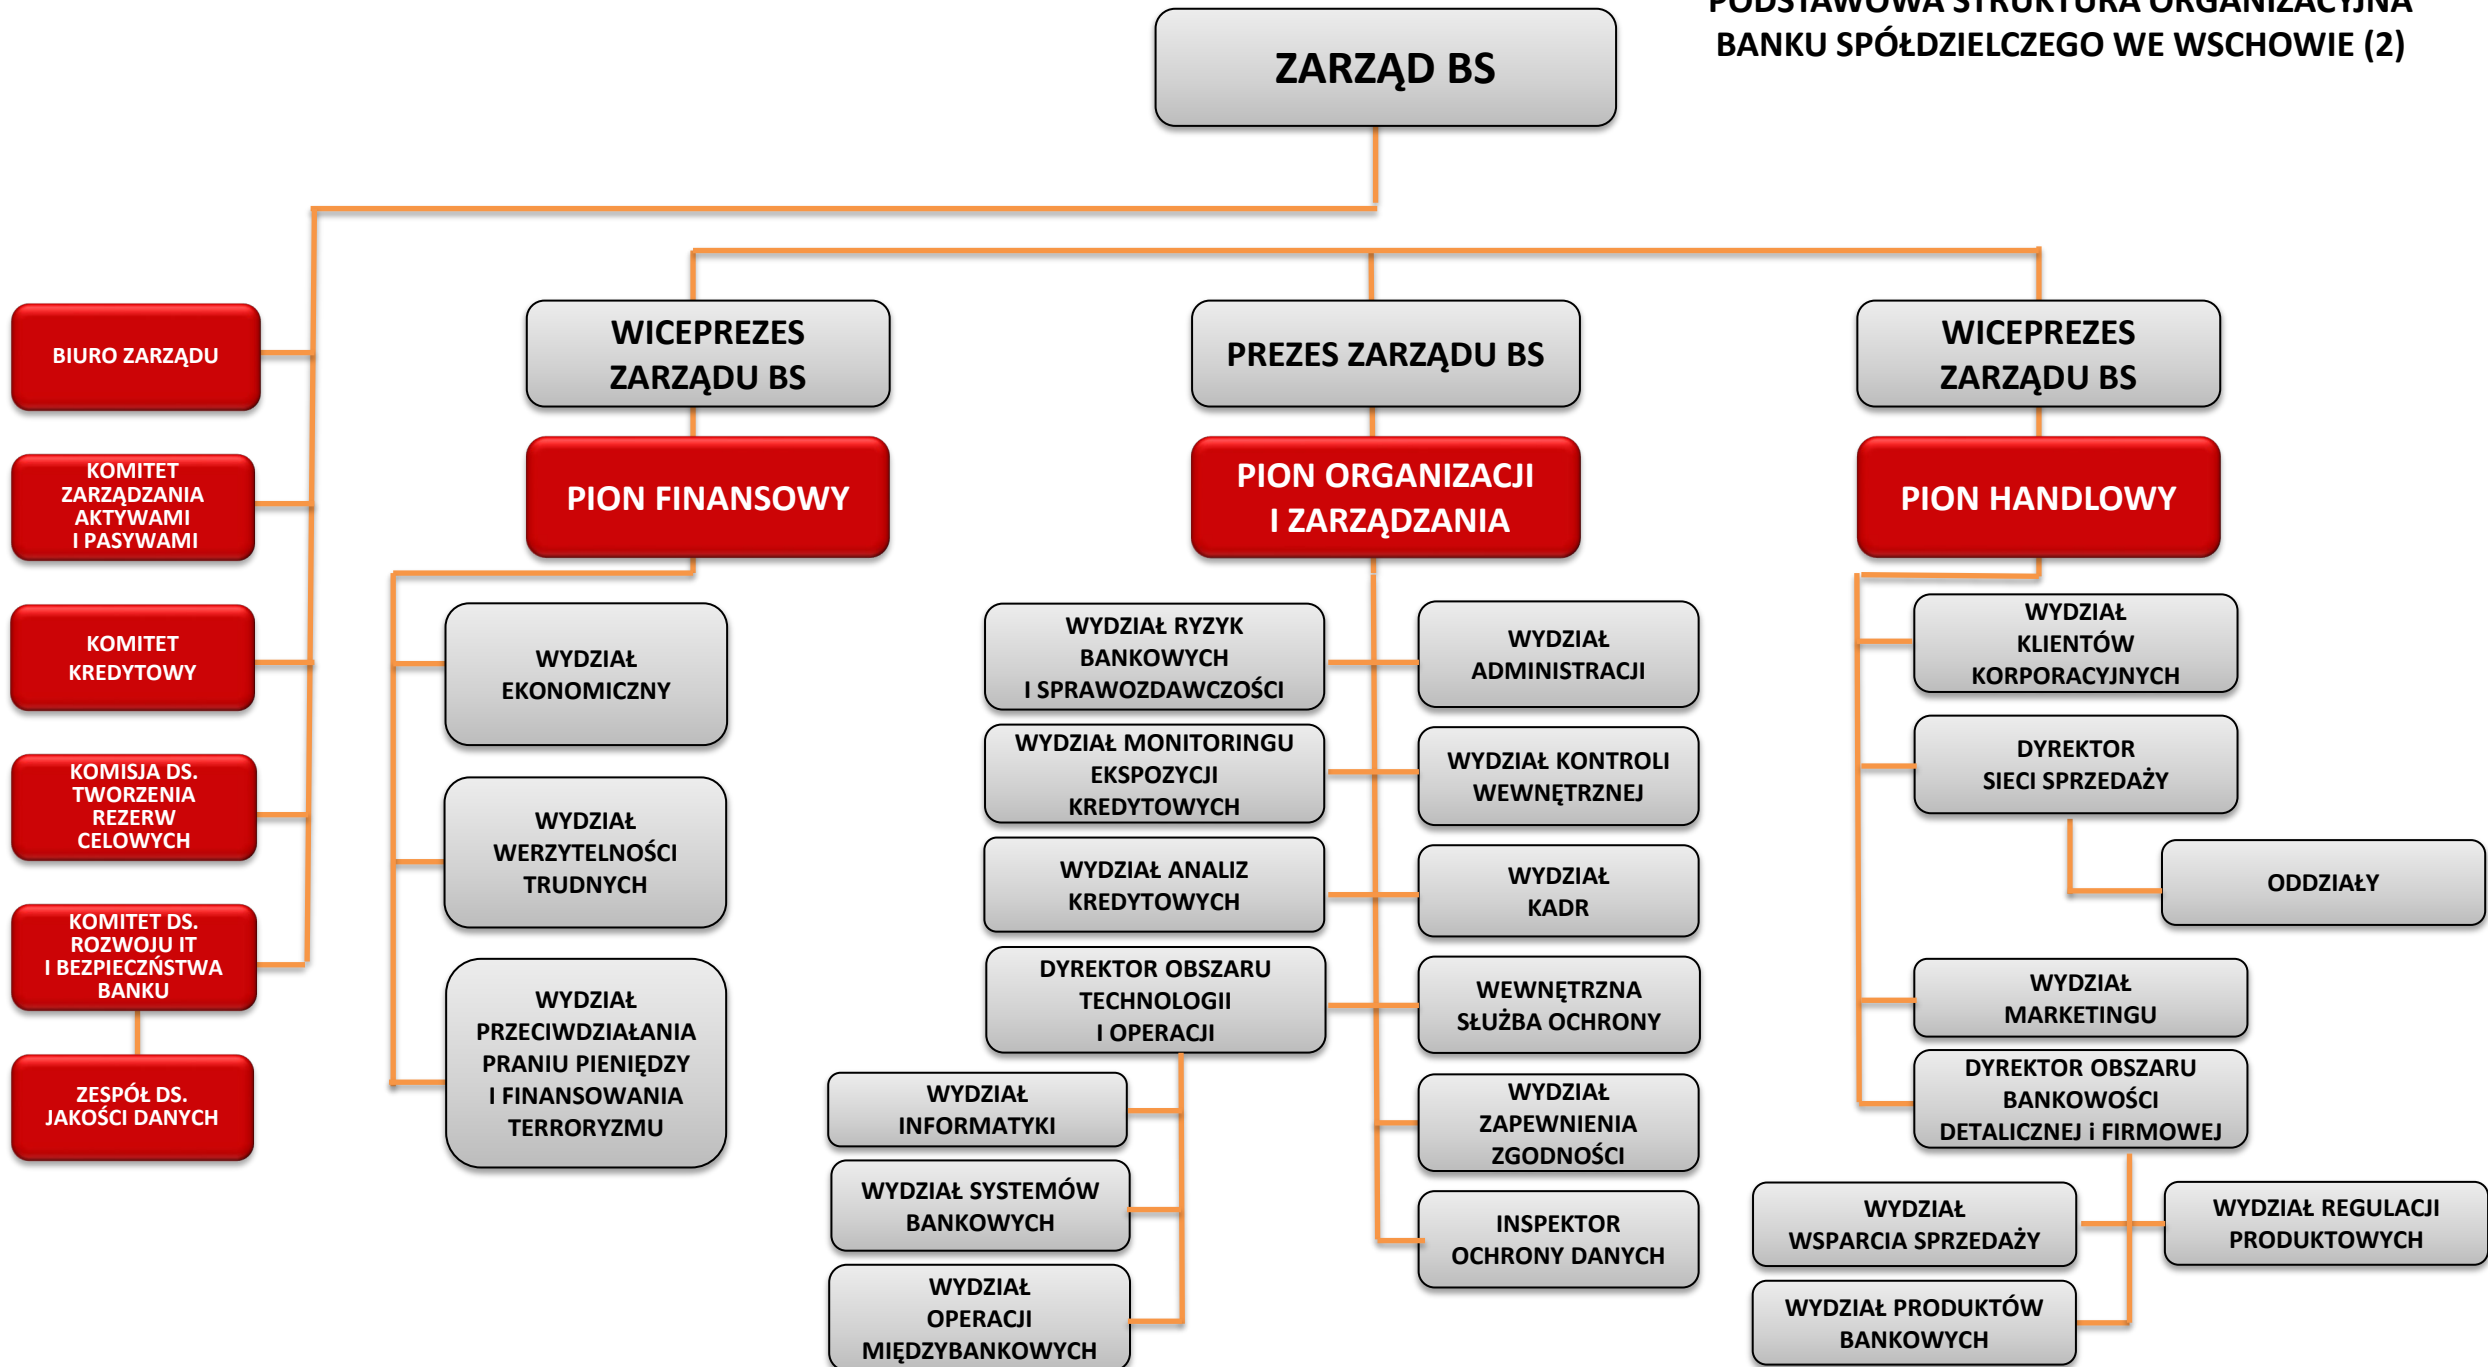 PODSTAWOWA STRUKTURA ORGANIZACYJNA
BANKU SPÓŁDZIELCZEGO WE WSCHOWIE (2)
ZARZĄD BS
BIURO ZARZĄDU
KOMITET
ZARZĄDZANIA
AKTYWAMI
I PASYWAMI
KOMITET
KREDYTOWY
KOMISJA DS.
TWORZENIA
REZERW
CELOWYCH
KOMITET DS.
ROZWOJU IT
I BEZPIECZŃSTWA
BANKU
ZESPÓŁ DS.
JAKOŚCI DANYCH
WICEPREZES
ZARZĄDU BS
PION FINANSOWY
WYDZIAŁ
EKONOMICZNY
WYDZIAŁ
WERZYTELNOŚCI
TRUDNYCH
WYDZIAŁ
PRZECIWDZIAŁANIA
PRANIU PIENIĘDZY
I FINANSOWANIA
TERRORYZMU
PREZES ZARZĄDU BS
PION ORGANIZACJI
I ZARZĄDZANIA
WYDZIAŁ RYZYK
BANKOWYCH
I SPRAWOZDAWCZOŚCI
WYDZIAŁ MONITORINGU
EKSPOZYCJI
KREDYTOWYCH
WYDZIAŁ ANALIZ
KREDYTOWYCH
DYREKTOR OBSZARU
TECHNOLOGII
I OPERACJI
WYDZIAŁ
INFORMATYKI
WYDZIAŁ SYSTEMÓW
BANKOWYCH
WYDZIAŁ
OPERACJI
MIĘDZYBANKOWYCH
WYDZIAŁ
ADMINISTRACJI
WYDZIAŁ KONTROLI
WEWNĘTRZNEJ
WYDZIAŁ
KADR
WEWNĘTRZNA
SŁUŻBA OCHRONY
WYDZIAŁ
ZAPEWNIENIA
ZGODNOŚCI
INSPEKTOR
OCHRONY DANYCH
WICEPREZES
ZARZĄDU BS
PION HANDLOWY
WYDZIAŁ
KLIENTÓW
KORPORACYJNYCH
DYREKTOR
SIECI SPRZEDAŻY
ODDZIAŁY
WYDZIAŁ
MARKETINGU
DYREKTOR OBSZARU
BANKOWOŚCI
DETALICZNEJ i FIRMOWEJ
WYDZIAŁ
WSPARCIA SPRZEDAŻY
WYDZIAŁ REGULACJI
PRODUKTOWYCH
WYDZIAŁ PRODUKTÓW
BANKOWYCH